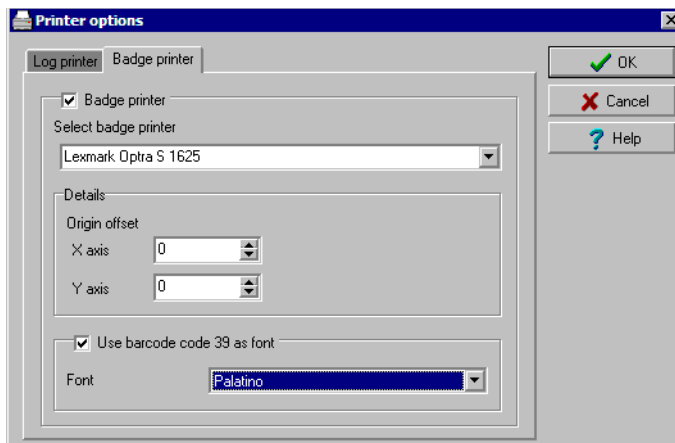 Printer options
Log printer
Badge printer
OK
Cancel
Help
Badge printer
Select badge printer
Lexmark Optra S 1625
Details
Origin offset
X axis
0
Y axis
0
Use barcode code 39 as font
Font
Palatino